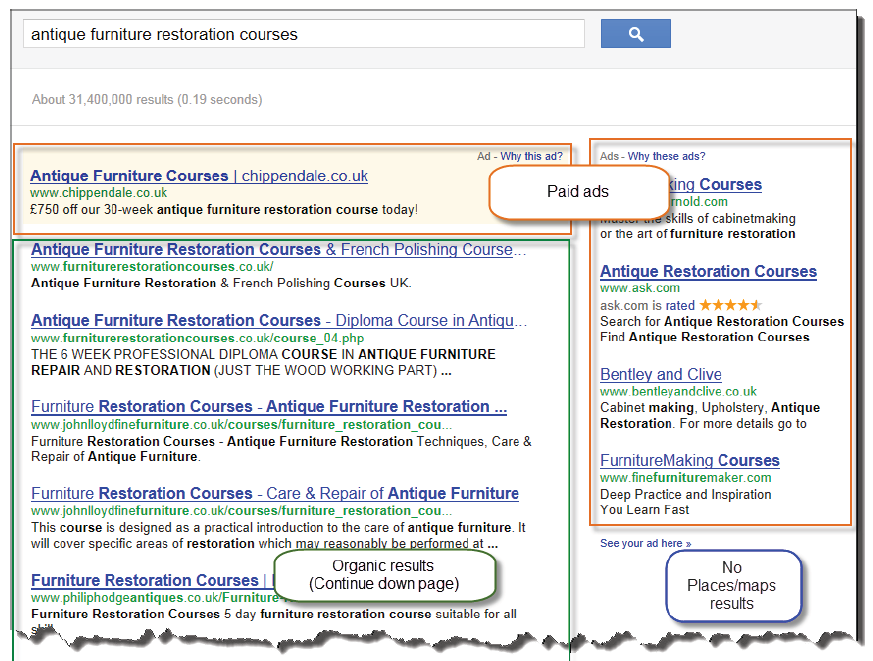 antique furniture restoration courses
About 31,400,000 results (0.19 seconds)
Ad - Why this ad?
Antique Furniture Courses | chippendale.co.uk
www.chippendale.co.uk
£750 off our 30-week antique furniture restoration course today!
Paid ads
Antique Furniture Restoration Courses & French Polishing Course...
www.furniturerestorationcourses.co.uk/
Antique Furniture Restoration & French Polishing Courses UK.
Antique Furniture Restoration Courses - Diploma Course in Antiqu...
www.furniturerestorationcourses.co.uk/course_04.php
THE 6 WEEK PROFESSIONAL DIPLOMA COURSE IN ANTIQUE FURNITURE
REPAIR AND RESTORATION (JUST THE WOOD WORKING PART) ...
Furniture Restoration Courses - Antique Furniture Restoration ...
www.johnlloydfinefurniture.co.uk/courses/furniture_restoration_cou...
Furniture Restoration Courses - Antique Furniture Restoration Techniques, Care &
Repair of Antique Furniture.
Furniture Restoration Courses - Care & Repair of Antique Furniture
www.johnlloydfinefurniture.co.uk/courses/furniture_restoration_cou...
This course is designed as a practical introduction to the care of antique furniture. It
will cover specific areas of restoration which may reasonably be performed at ...
Furniture Restoration Courses |
www.philiphodgeantiques.co.uk/Furniture-
Furniture Restoration Courses 5 day furniture restoration course suitable for all
Organic results
(Continue down page)
Ads - Why these ads?
king Courses
rnold.com
the skills of cabinetmaking
or the art of furniture restoration
Antique Restoration Courses
www.ask.com
ask.com is rated
Search for Antique Restoration Courses
Find Antique Restoration Courses
Bentley and Clive
www.bentleyandclive.co.uk
Cabinet making, Upholstery, Antique
Restoration. For more details go to
FurnitureMaking Courses
www.finefurnituremaker.com
Deep Practice and Inspiration
You Learn Fast
See your ad here »
No
Places/maps
results